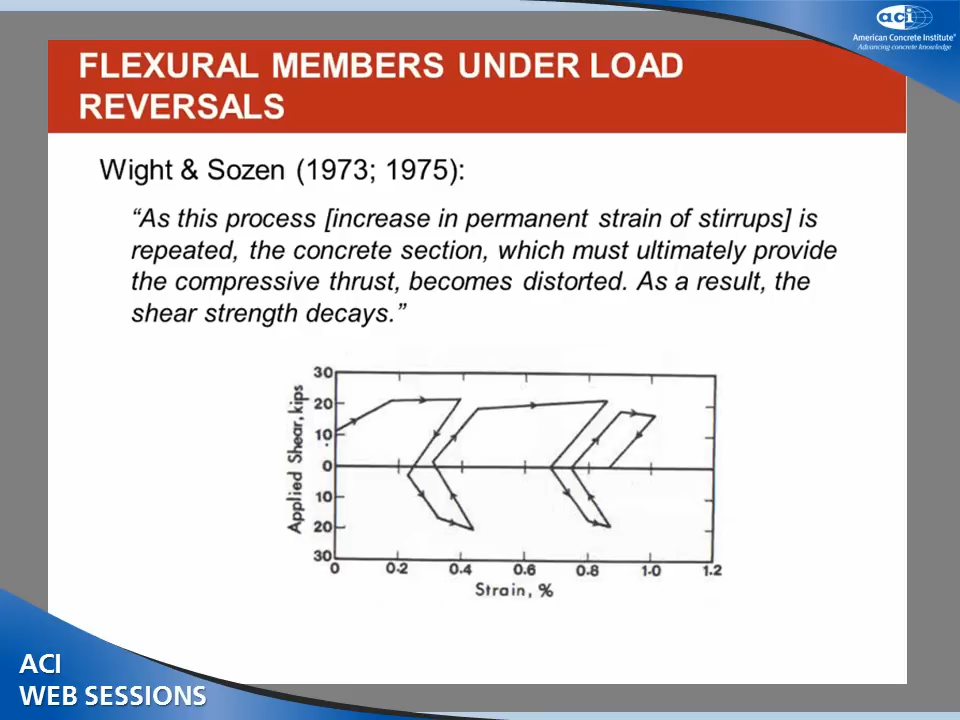 aci
American Concrete Institute®
Advancing concrete knowledge
FLEXURAL MEMBERS UNDER LOAD
REVERSALS
Wight & Sozen (1973; 1975):
“As this process [increase in permanent strain of stirrups] is
repeated, the concrete section, which must ultimately provide
the compressive thrust, becomes distorted. As a result, the
shear strength decays.”
Applied Shear, kips
30
20
10
0
10
20
30
0 0·2 0.4 0.6 0.8 1·0 1.2
Strain, %
ACI
WEB SESSIONS